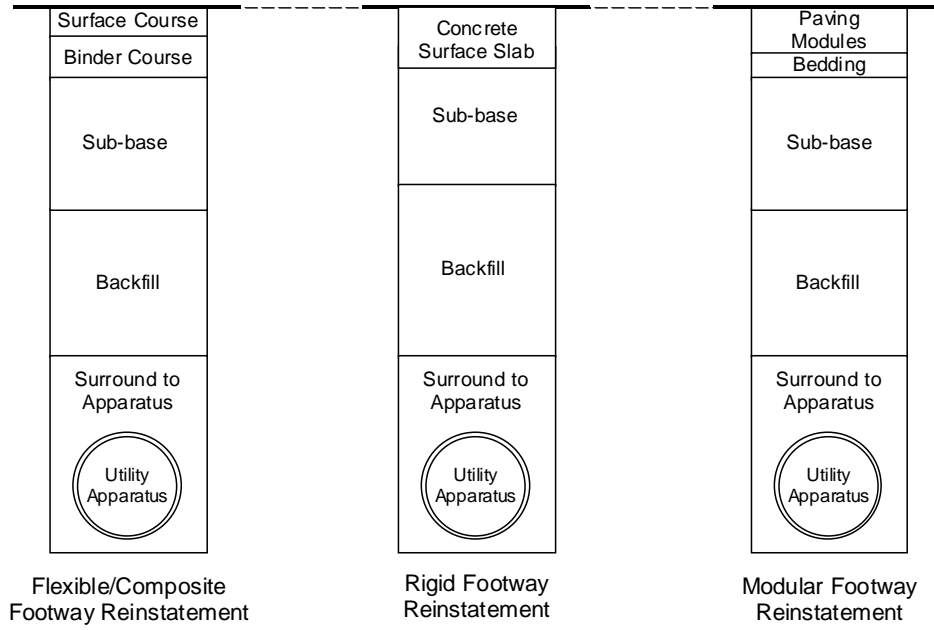 Surface Course
Binder Course
Sub-base
Backfill
Surround to
Apparatus
Utility
Apparatus
Flexible/Composite
Footway Reinstatement
Concrete
Surface Slab
Sub-base
Backfill
Surround to
Apparatus
Utility
Apparatus
Rigid Footway
Reinstatement
Paving
Modules
Bedding
Sub-base
Backfill
Surround to
Apparatus
Utility
Apparatus
Modular Footway
Reinstatement